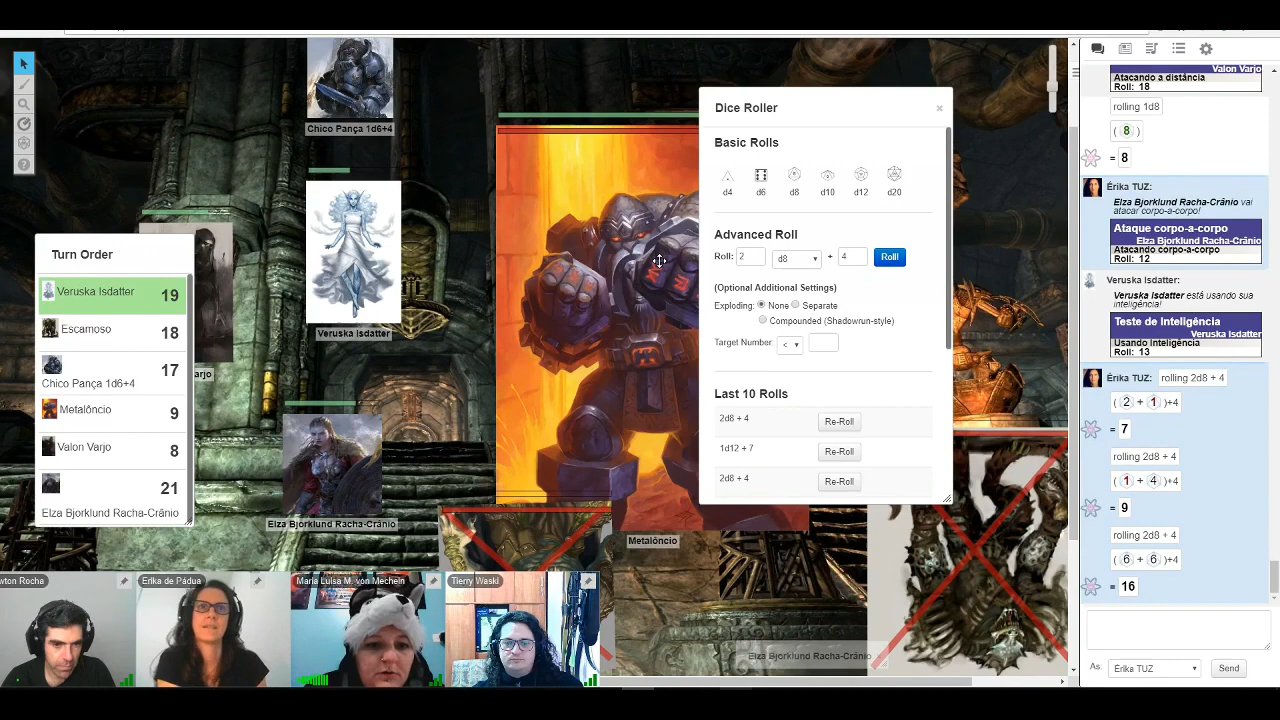 Chico Pança 1d6+4
Veruska Isdatter
arjo
Elza Bjorklund Racha-Crânio
Metalôncio
Elza Bjorklund Racha-Crânio
Turn Order
Veruska Isdatter 19
Escamoso 18
Chico Pança 1d6+4 17
Metalôncio 9
Valon Varjo 8
Elza Bjorklund Racha-Crânio 21
Dice Roller ×
Basic Rolls
d4 d6 d8 d10 d12 d20
Advanced Roll
Roll: 2 d8 + 4 Roll!
(Optional Additional Settings)
Exploding: None Separate
Compounded (Shadowrun-style)
Target Number: <
Last 10 Rolls
2d8 + 4 Re-Roll
1d12 + 7 Re-Roll
2d8 + 4 Re-Roll
wton Rocha
Erika de Pádua
Maria Luisa M. von Mecheln
Tierry Waski
Valon Varjo
Atacando a distância
Roll: 18
rolling 1d8
( 8 )
= 8
Érika TUZ:
Elza Bjorklund Racha-Crânio vai
atacar corpo-a-corpo!
Ataque corpo-a-corpo
Elza Bjorklund Racha-Crânio
Atacando corpo-a-corpo
Roll: 12
Veruska Isdatter:
Veruska Isdatter está usando sua
inteligência!
Teste de Inteligência
Veruska Isdatter
Usando Inteligência
Roll: 13
Érika TUZ: rolling 2d8 + 4
( 2 + 1 )+4
= 7
rolling 2d8 + 4
( 1 + 4 )+4
= 9
rolling 2d8 + 4
( 6 + 6 )+4
= 16
As: Érika TUZ Send